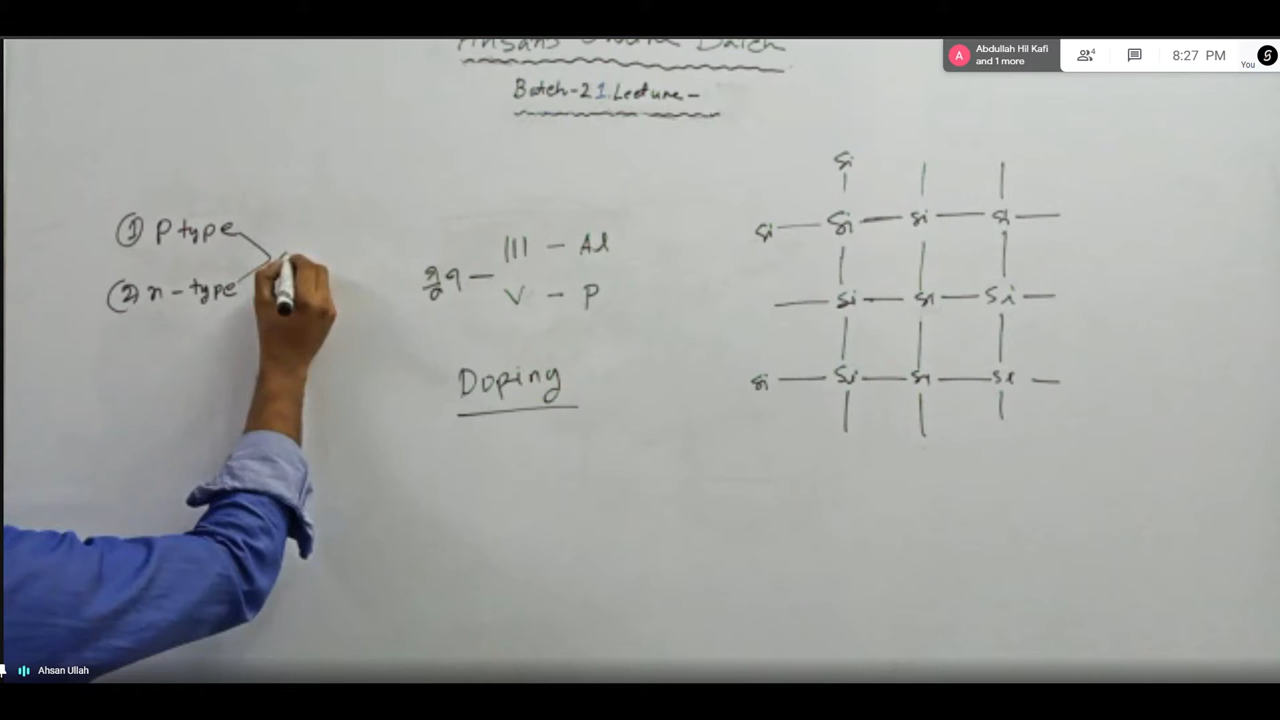 Abdullah Hil Kafi
and 1 more
4
8:27 PM
You
Batch-21. Lecture-
① P type
② n-type
III - Al
V - P
Doping
Si
Si Si Si Si
Si Si Si
Si Si Si Si
Ahsan Ullah